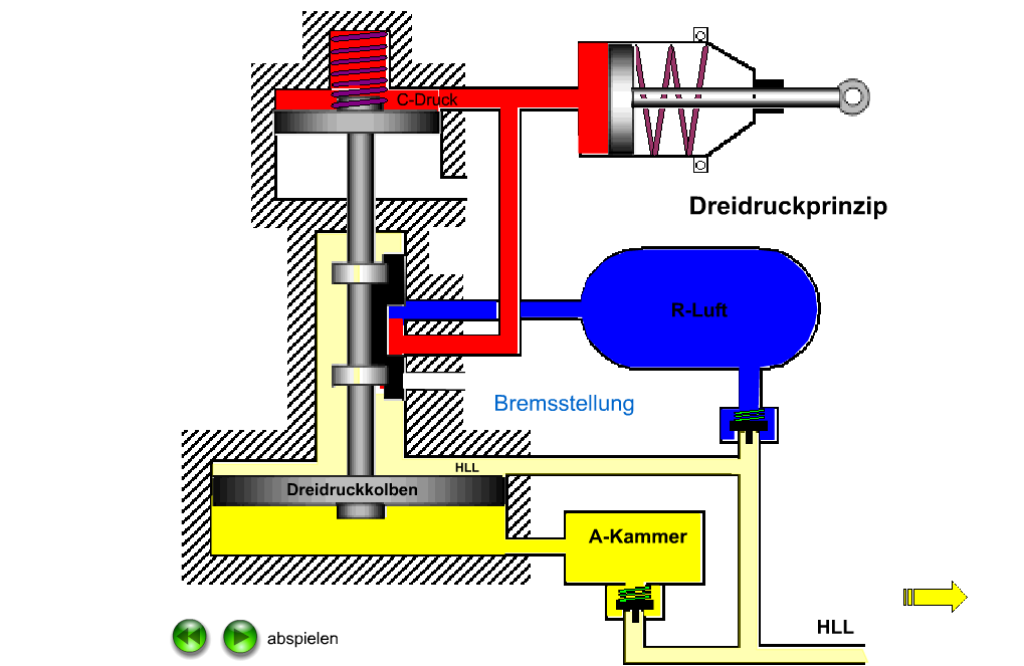 C-Druck
Dreidruckprinzip
R-Luft
Bremsstellung
HLL
Dreidruckkolben
A-Kammer
HLL
abspielen